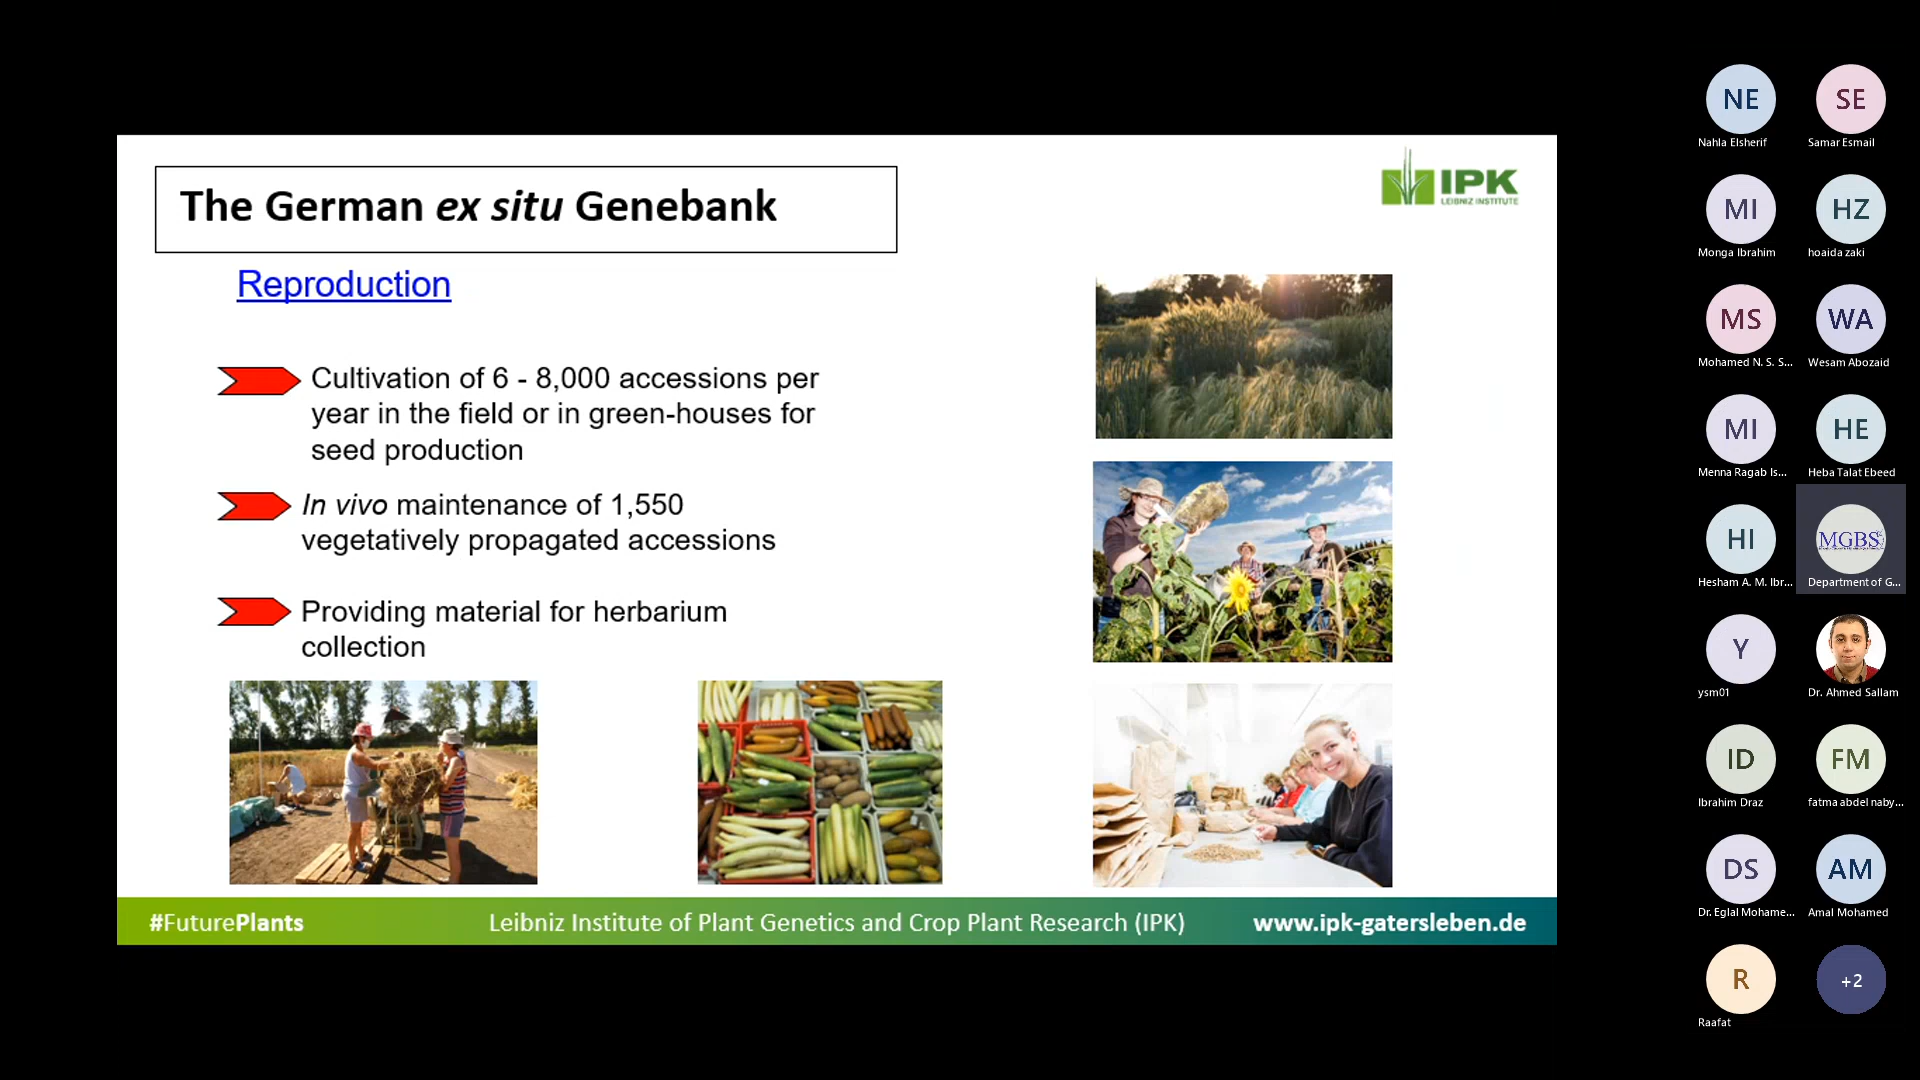 The German ex situ Genebank
IPK
LEIBNIZ INSTITUTE
Reproduction
Cultivation of 6 - 8,000 accessions per
year in the field or in green-houses for
seed production
In vivo maintenance of 1,550
vegetatively propagated accessions
Providing material for herbarium
collection
#FuturePlants
Leibniz Institute of Plant Genetics and Crop Plant Research (IPK)
www.ipk-gatersleben.de
NE
Nahla Elsherif
SE
Samar Esmail
MI
Monga Ibrahim
HZ
hoaida zaki
MS
Mohamed N. S. S...
WA
Wesam Abozaid
MI
Menna Ragab Is...
HE
Heba Talat Ebeed
HI
Hesham A. M. Ibr...
MGBS
Department of G...
Y
ysm01
Dr. Ahmed Sallam
ID
Ibrahim Draz
FM
fatma abdel naby...
DS
Dr. Eglal Mohame...
AM
Amal Mohamed
R
Raafat
+2